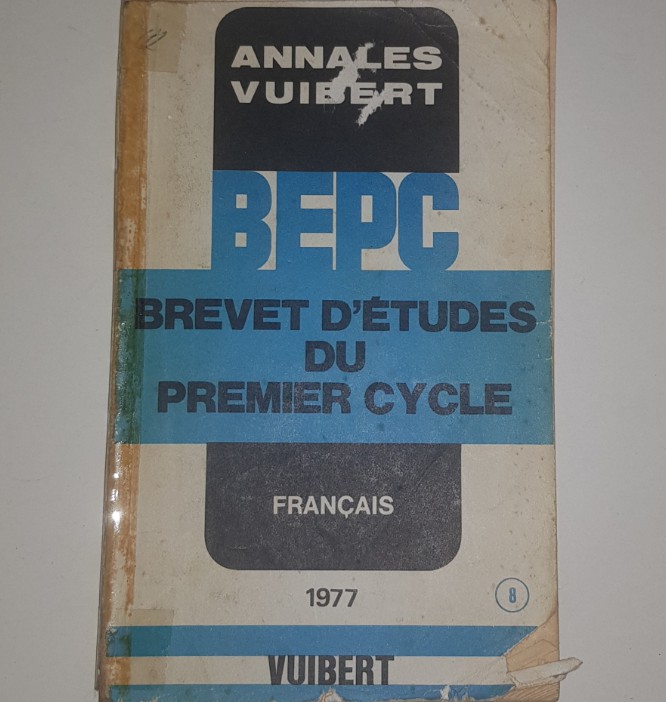 ANNALES
VUIBERT
BEPC
BREVET D'ÉTUDES
DU
PREMIER CYCLE
FRANÇAIS
1977
8
VUIBERT